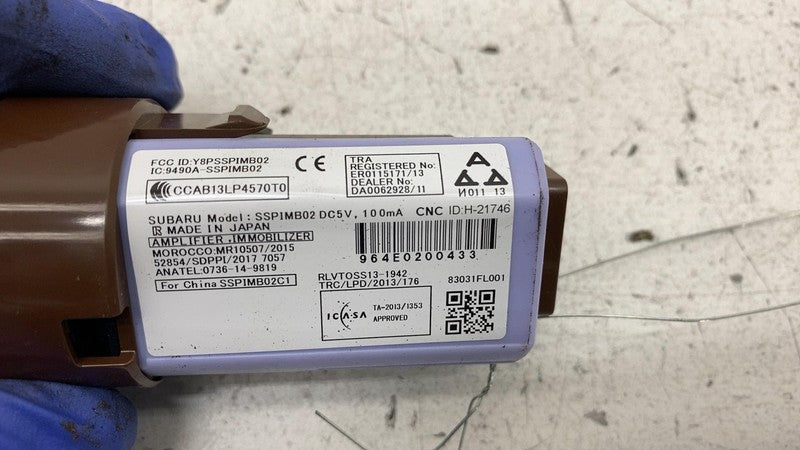 FCC ID:Y8PSSPIMB02
IC:9490A-SSPIMB02
CE
CCAB13LP4570T0
TRA
REGISTERED No:
ER0115171/13
DEALER No:
DA0062928/11
И011 13
SUBARU Model:SSPIMB02 DC5V, 100mA CNC ID:H-21746
R MADE IN JAPAN
AMPLIFIER,IMMOBILIZER
MOROCCO:MR10507/2015
52854/SDPPI/2017 7057
ANATEL:0736-14-9819
For China SSPIMB02C1
964E0200433
RLVTOSS13-1942
TRC/LPD/2013/176
83031FL001
ICASA
TA-2013/1353
APPROVED